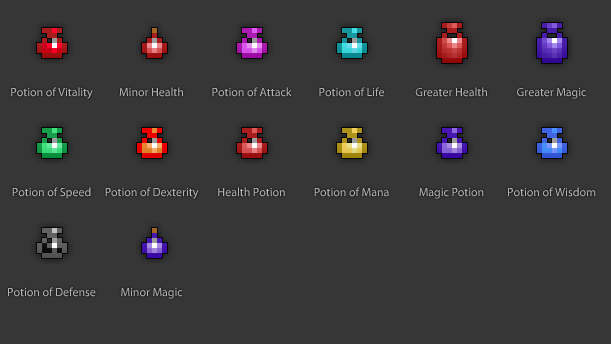 Potion of Vitality
Minor Health
Potion of Attack
Potion of Life
Greater Health
Greater Magic
Potion of Speed
Potion of Dexterity
Health Potion
Potion of Mana
Magic Potion
Potion of Wisdom
Potion of Defense
Minor Magic